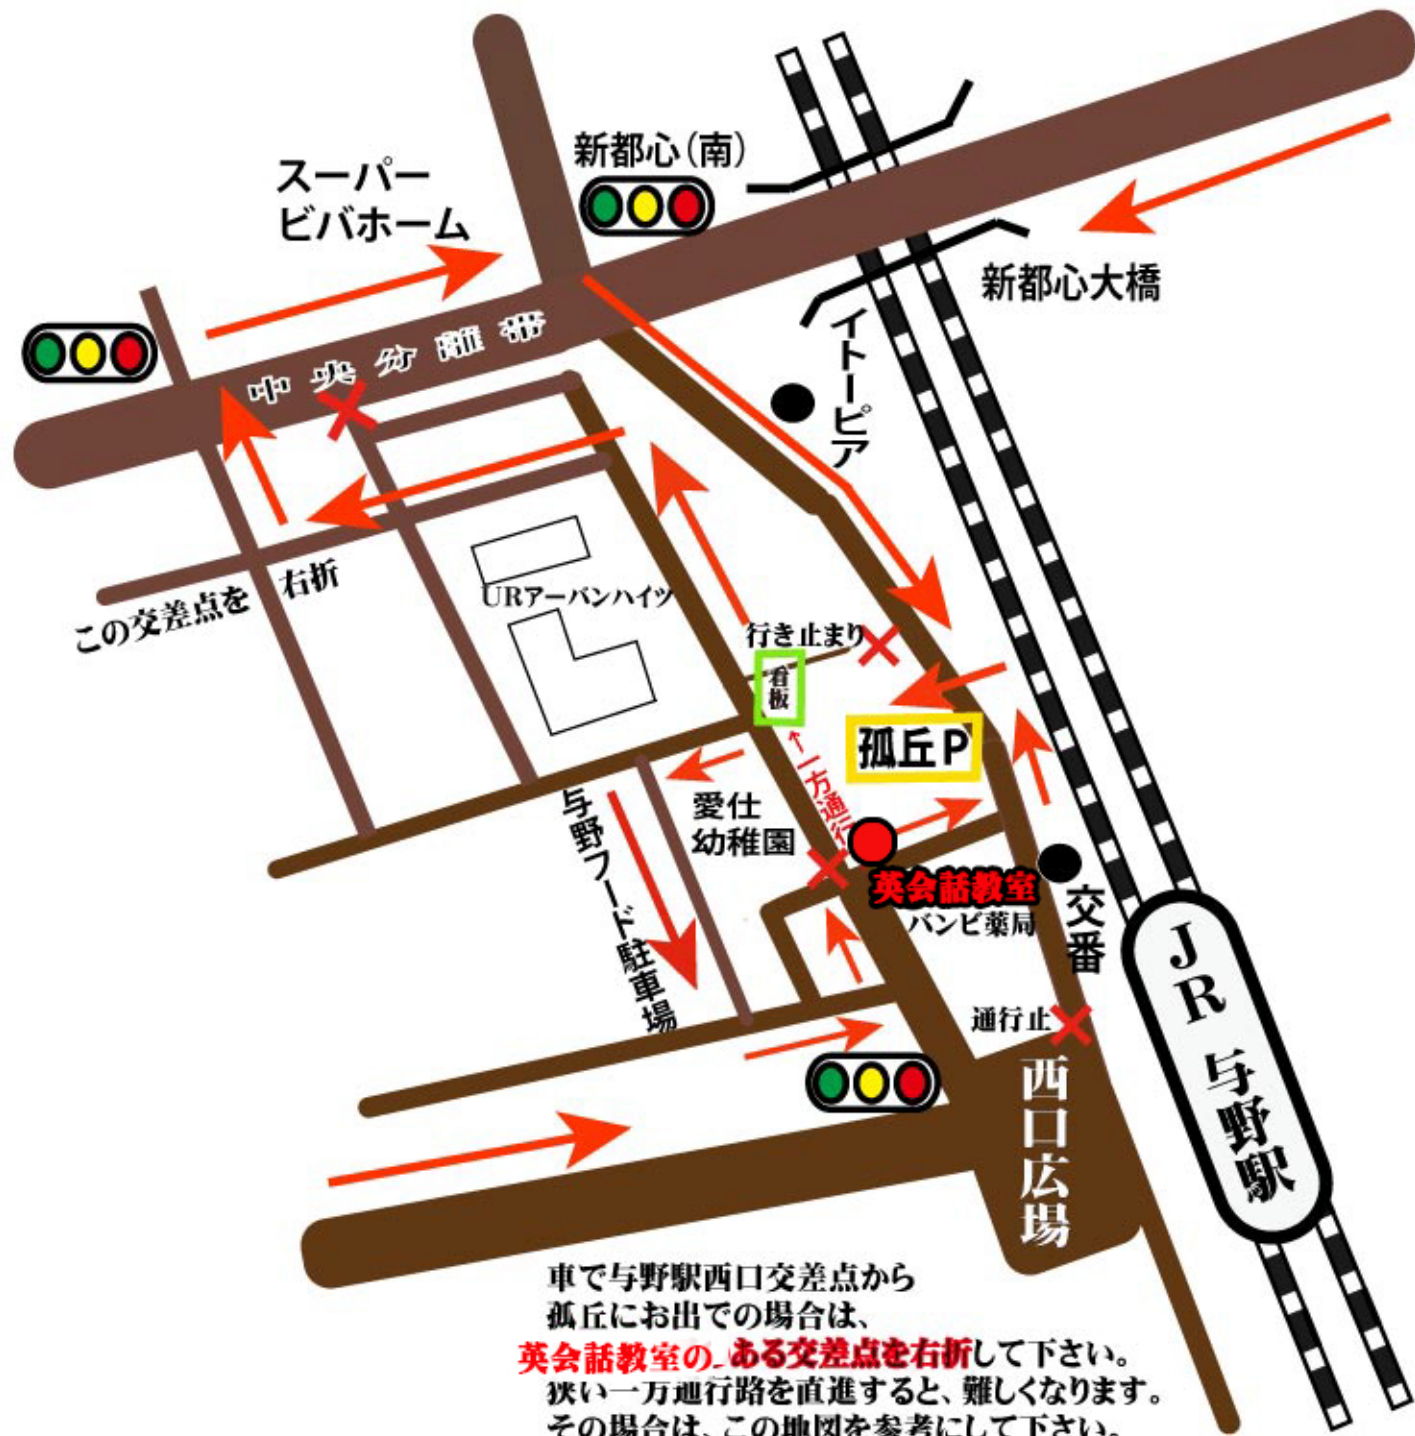 新都心(南)
スーパー
ビバホーム
新都心大橋
中央分離帯
イトーピア
この交差点を 右折
URアーバンハイツ
行き止まり
看板
孤丘P
←一方通行
愛仕
幼稚園
与野フード駐車場
英会話教室
バンビ薬局
交番
JR 与野駅
通行止
西口広場
車で与野駅西口交差点から
孤丘にお出での場合は、
英会話教室の ある交差点を右折して下さい。
狭い一方通行路を直進すると、難しくなります。
その場合は、この地図を参考にして下さい。